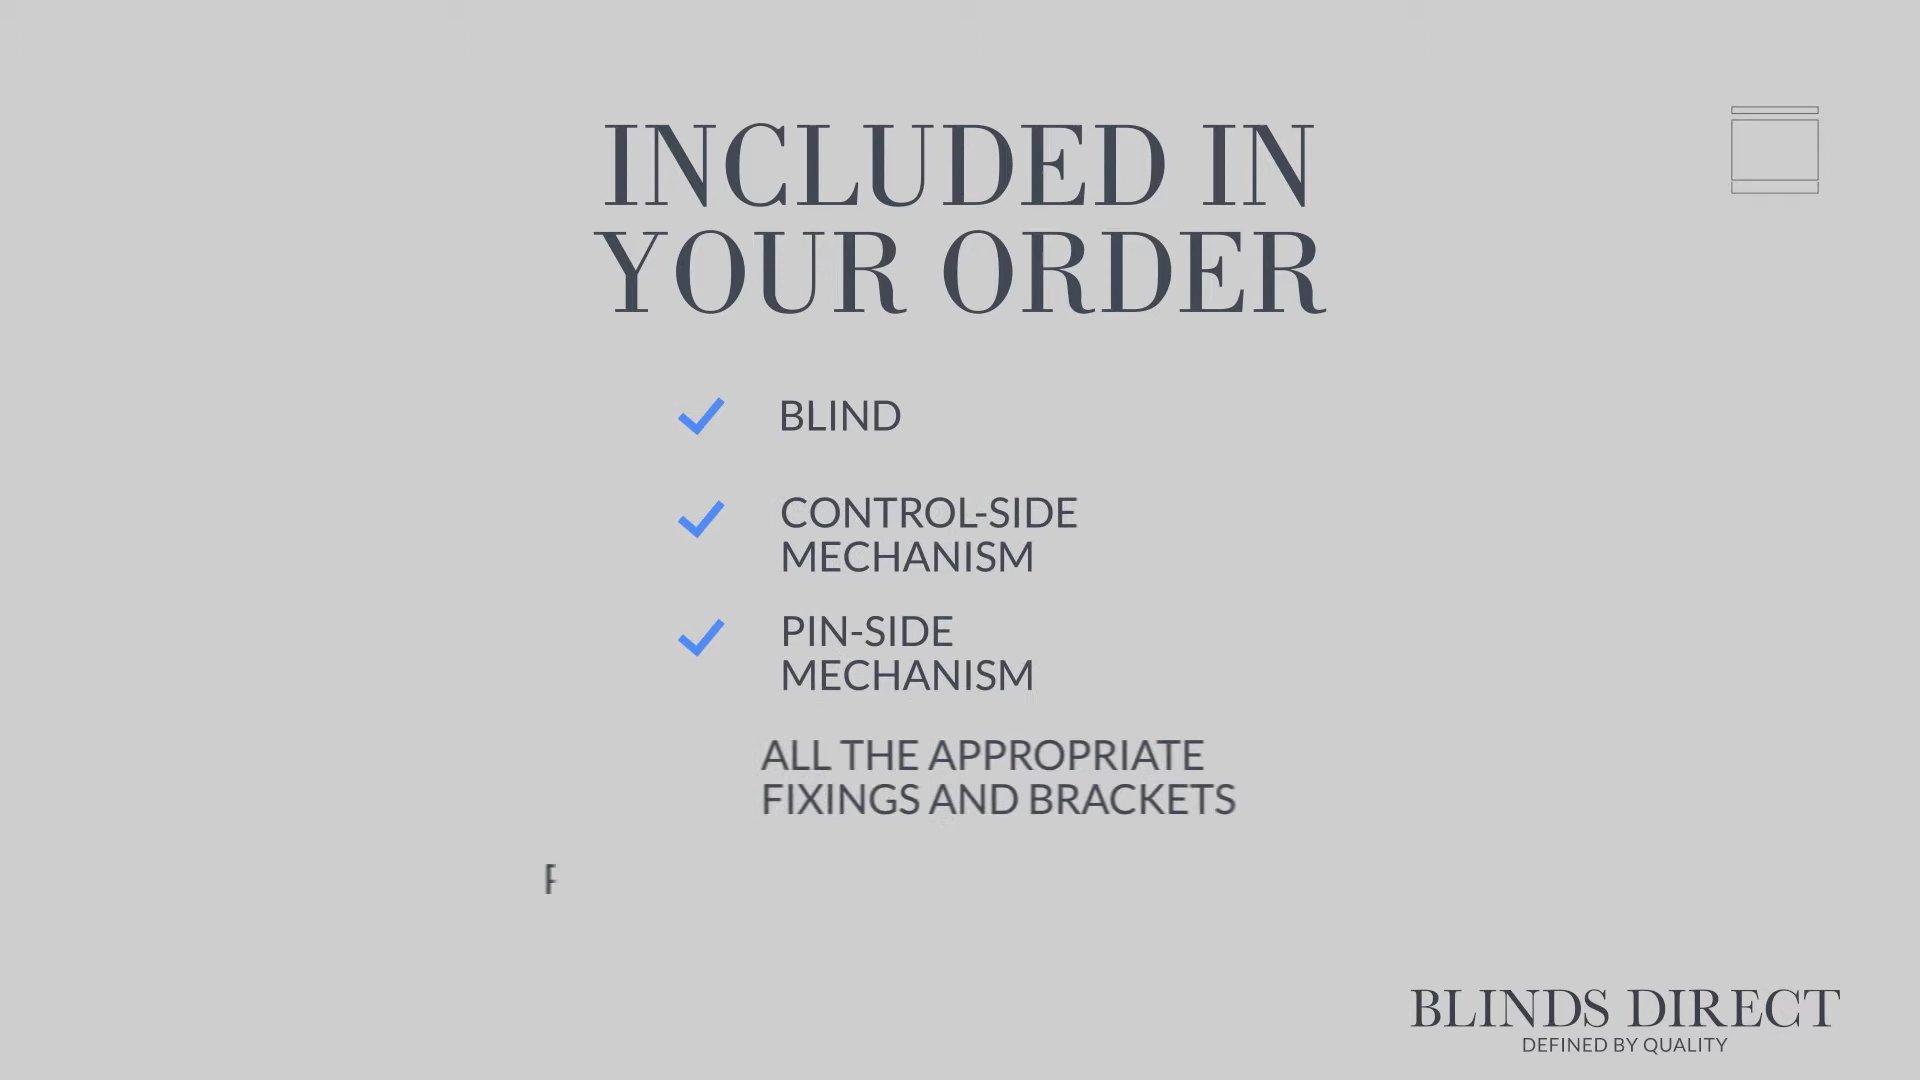 INCLUDED IN
YOUR ORDER
BLIND
CONTROL-SIDE
MECHANISM
PIN-SIDE
MECHANISM
ALL THE APPROPRIATE
FIXINGS AND BRACKETS
BLINDS DIRECT
DEFINED BY QUALITY